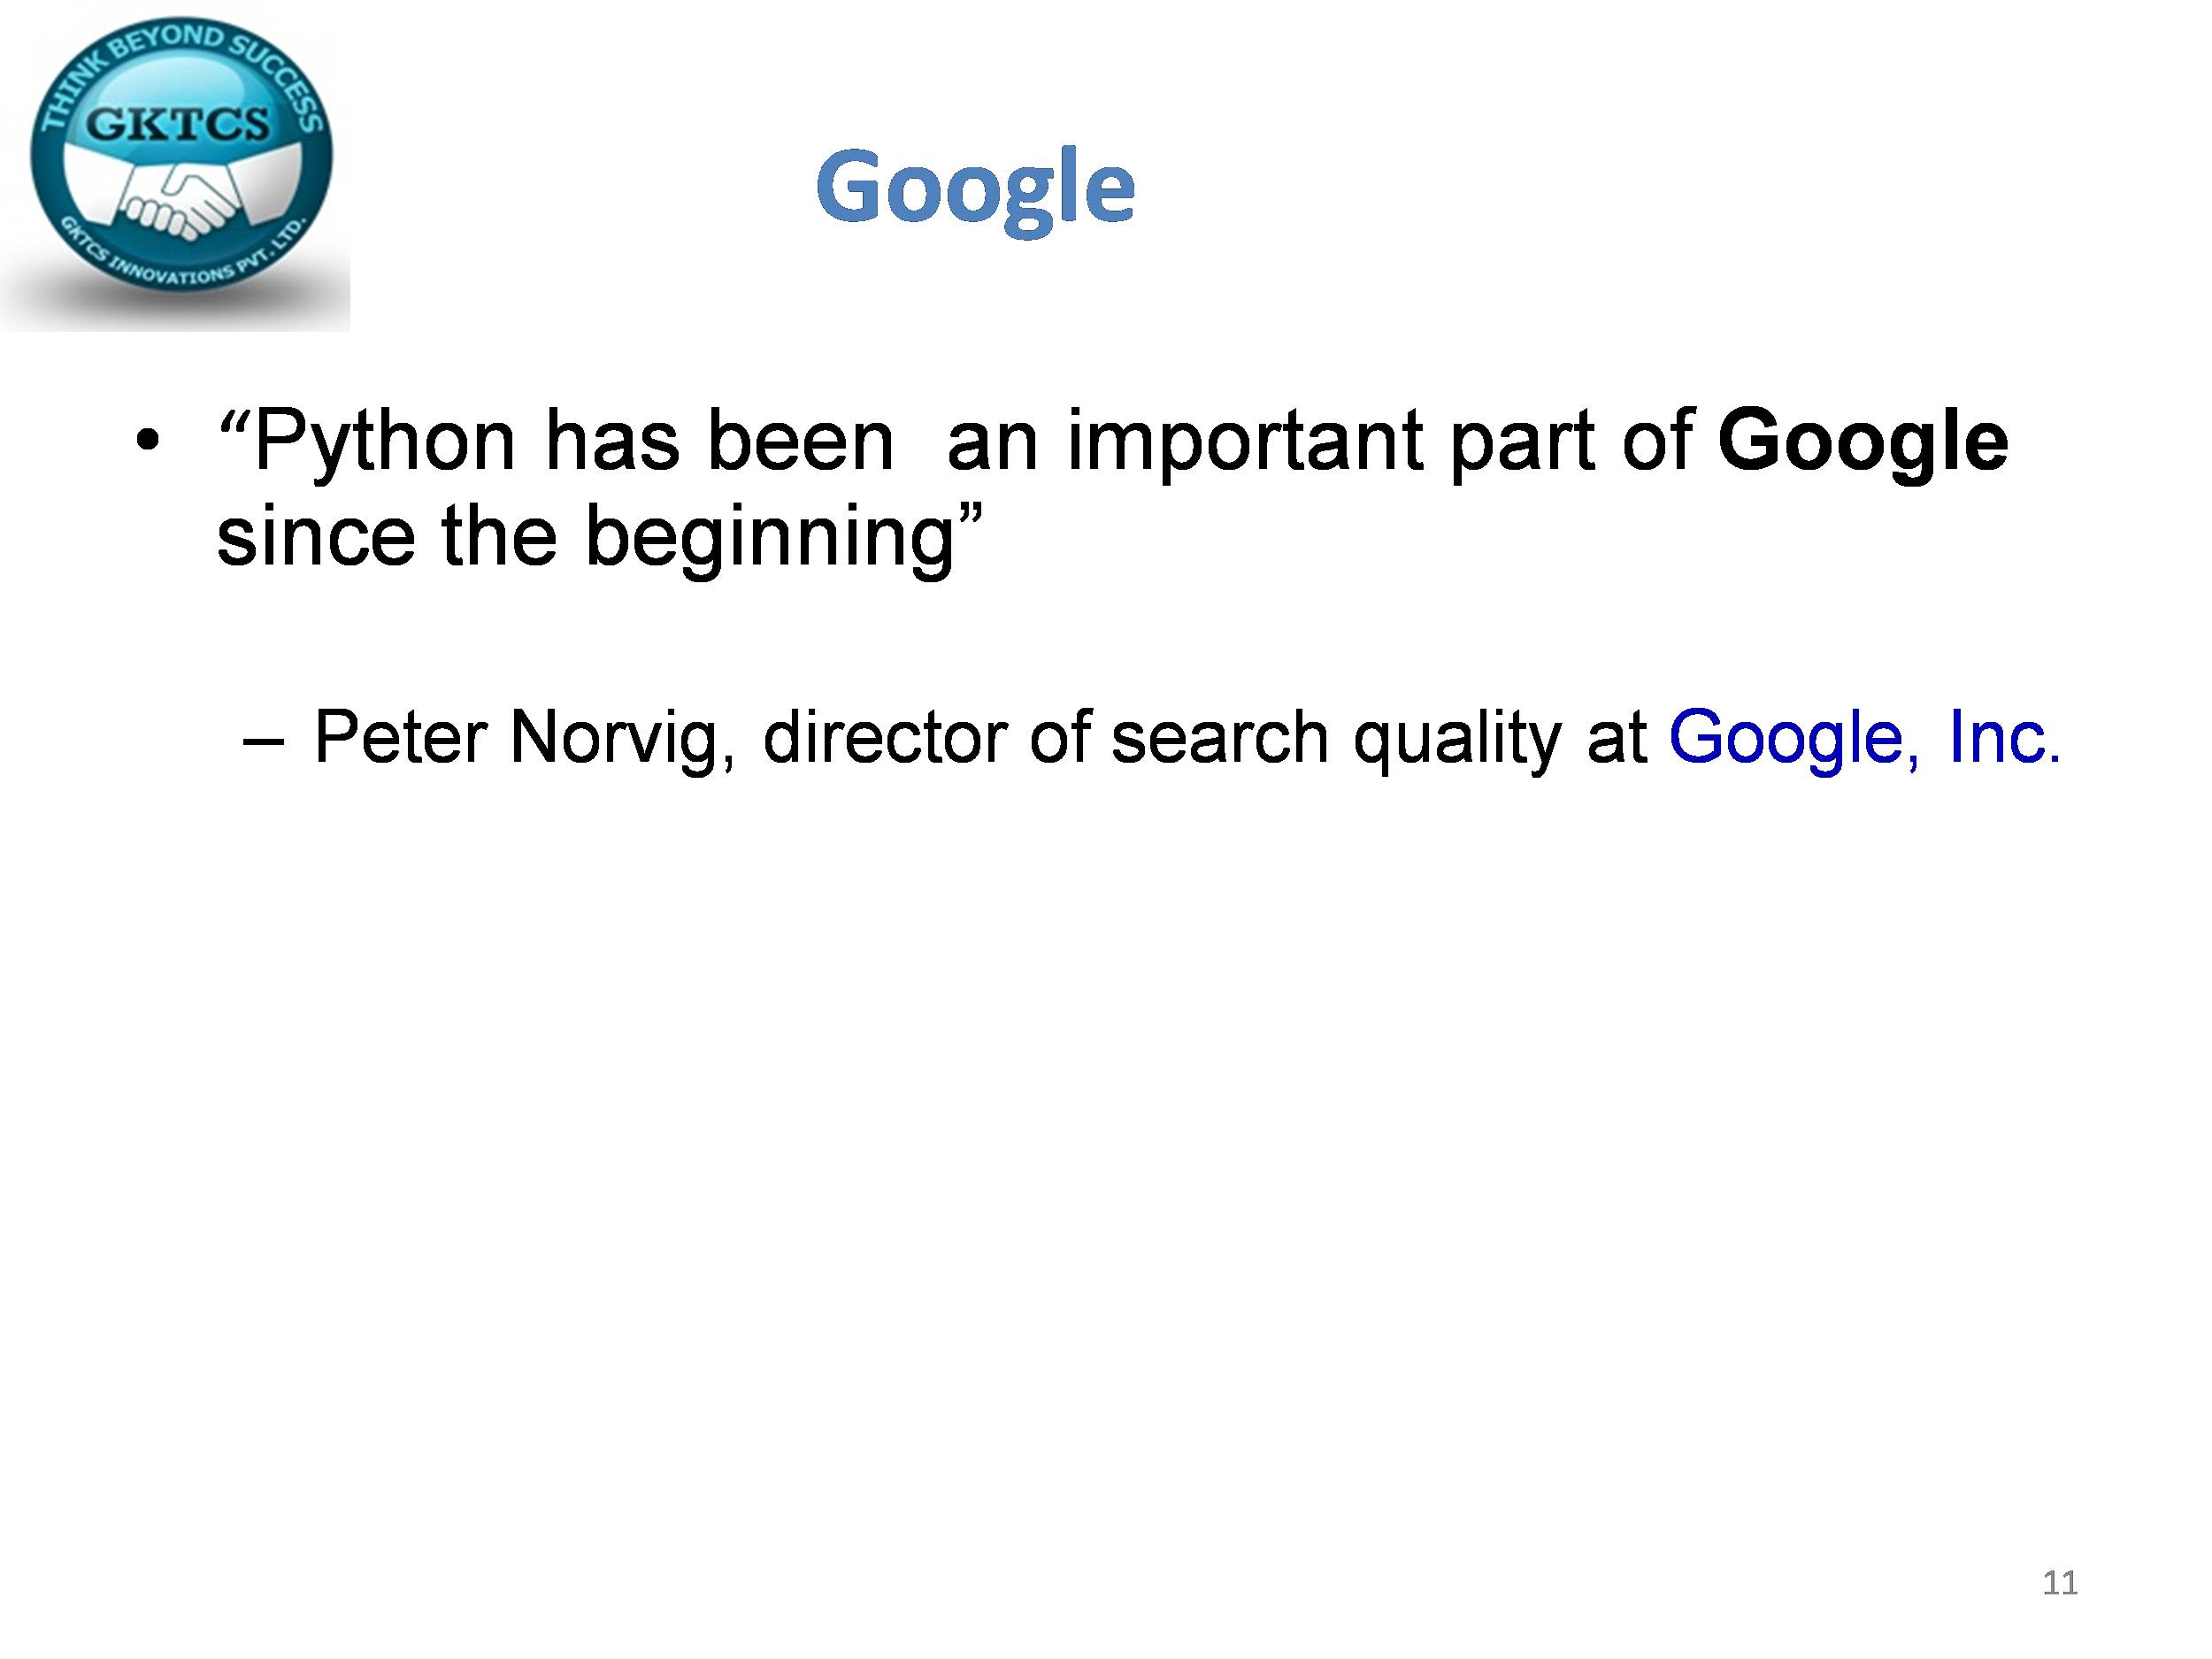 THINK BEYOND SUCCESS
GKTCS
GKTCS INNOVATIONS PVT. LTD.
Google
• “Python has been  an important part of Google
since the beginning”
– Peter Norvig, director of search quality at Google, Inc.
11